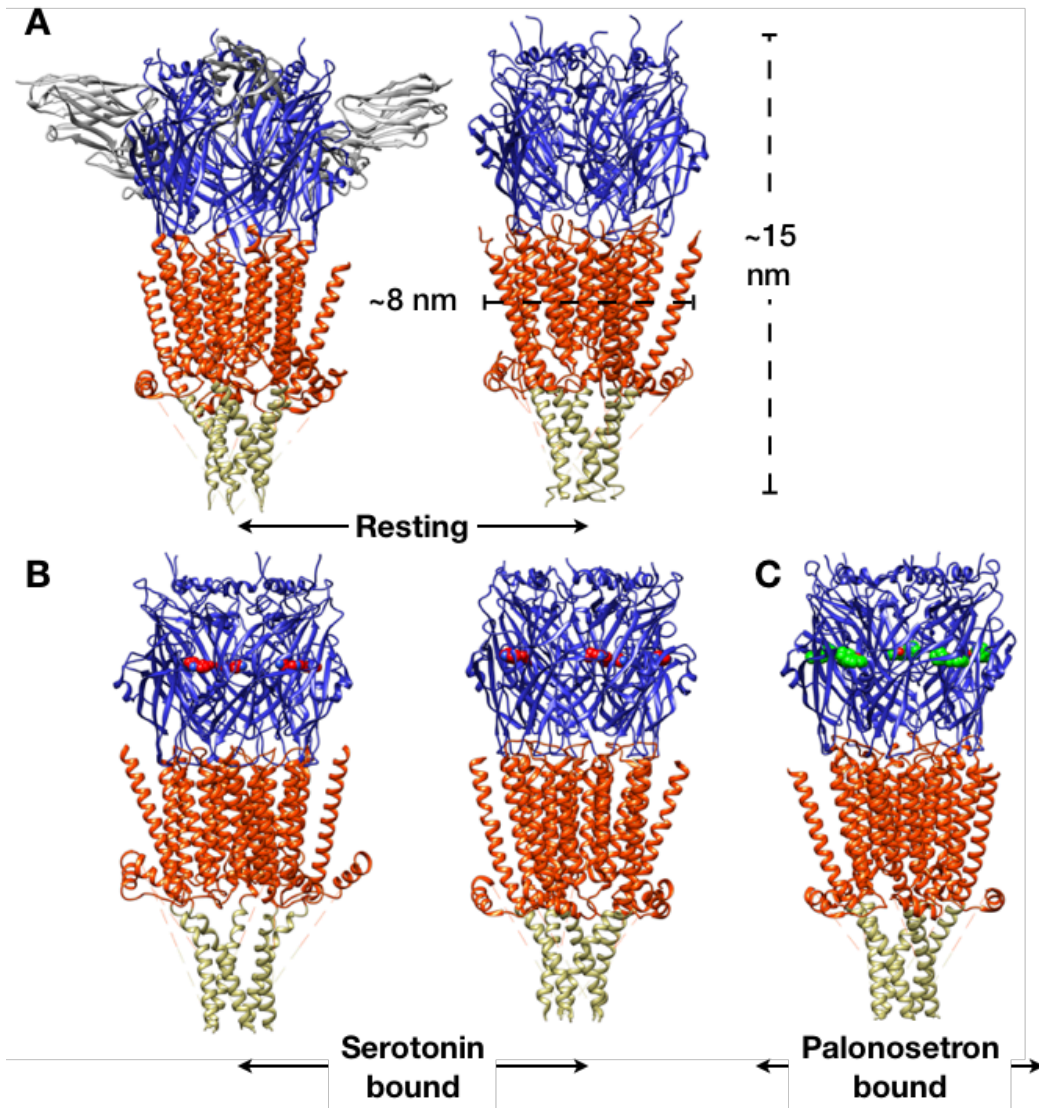 A
~15
nm
~8 nm
Resting
B
C
Serotonin
bound
Palonosetron
bound